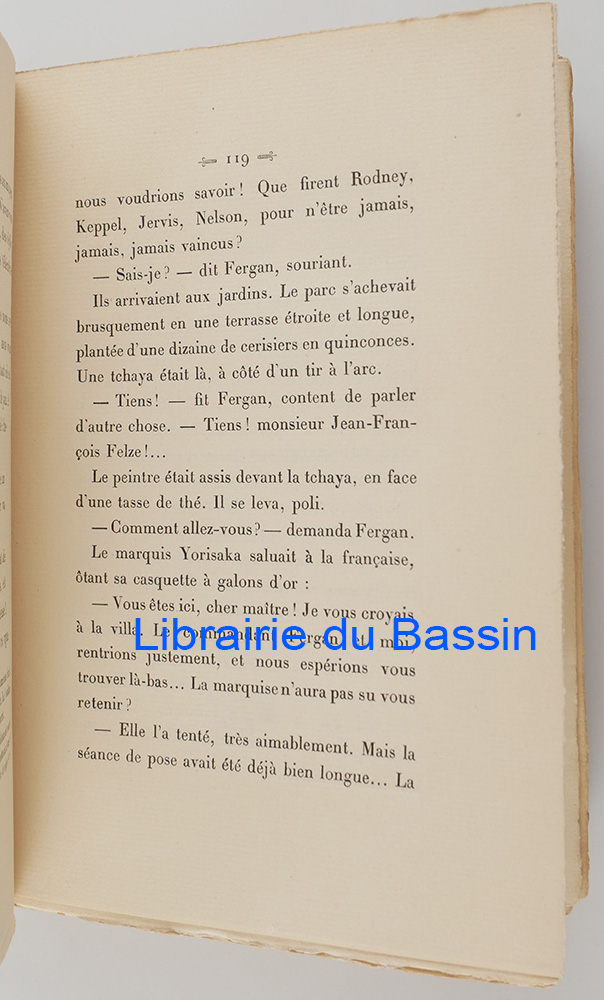 119
nous voudrions savoir ! Que firent Rodney,
Keppel, Jervis, Nelson, pour n'être jamais,
jamais, jamais vaincus ?
— Sais-je ? — dit Fergan, souriant.
Ils arrivaient aux jardins. Le parc s'achevait
brusquement en une terrasse étroite et longue,
plantée d'une dizaine de cerisiers en quinconces.
Une tchaya était là, à côté d'un tir à l'arc.
— Tiens ! — fit Fergan, content de parler
d'autre chose. — Tiens ! monsieur Jean-Fran-
çois Felze !...
Le peintre était assis devant la tchaya, en face
d'une tasse de thé. Il se leva, poli.
— Comment allez-vous ? — demanda Fergan.
Le marquis Yorisaka saluait à la française,
ôtant sa casquette à galons d'or :
— Vous êtes ici, cher maître ! Je vous croyais
à la villa. Le commandant Fergan et moi,
Librairie du Bassin
rentrions justement, et nous espérions vous
trouver là-bas... La marquise n'aura pas su vous
retenir ?
— Elle l'a tenté, très aimablement. Mais la
séance de pose avait été déjà bien longue... La